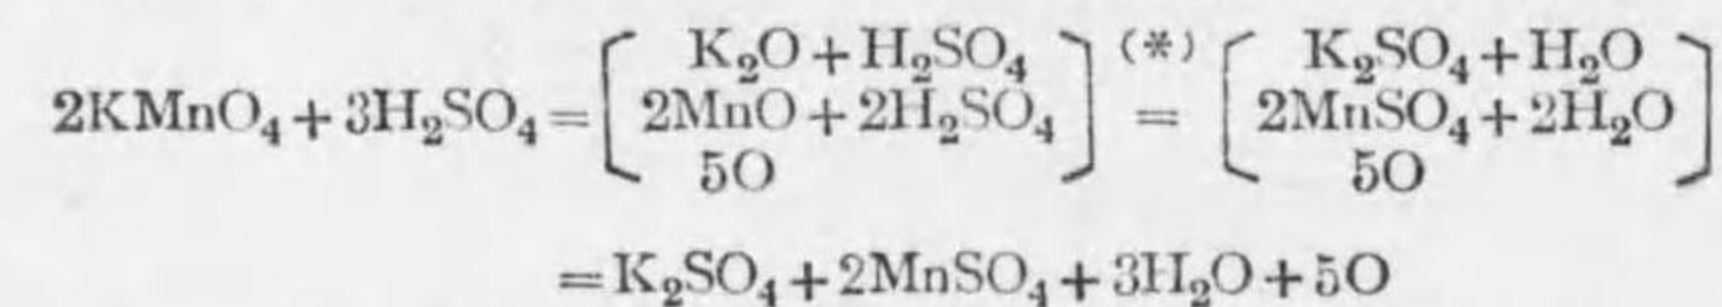 2KMnO₄+3H₂SO₄=[K₂O+H₂SO₄ 2MnO+2H₂SO₄ 5O] (*) = [K₂SO₄+H₂O 2MnSO₄+2H₂O 5O]
=K₂SO₄+2MnSO₄+3H₂O+5O